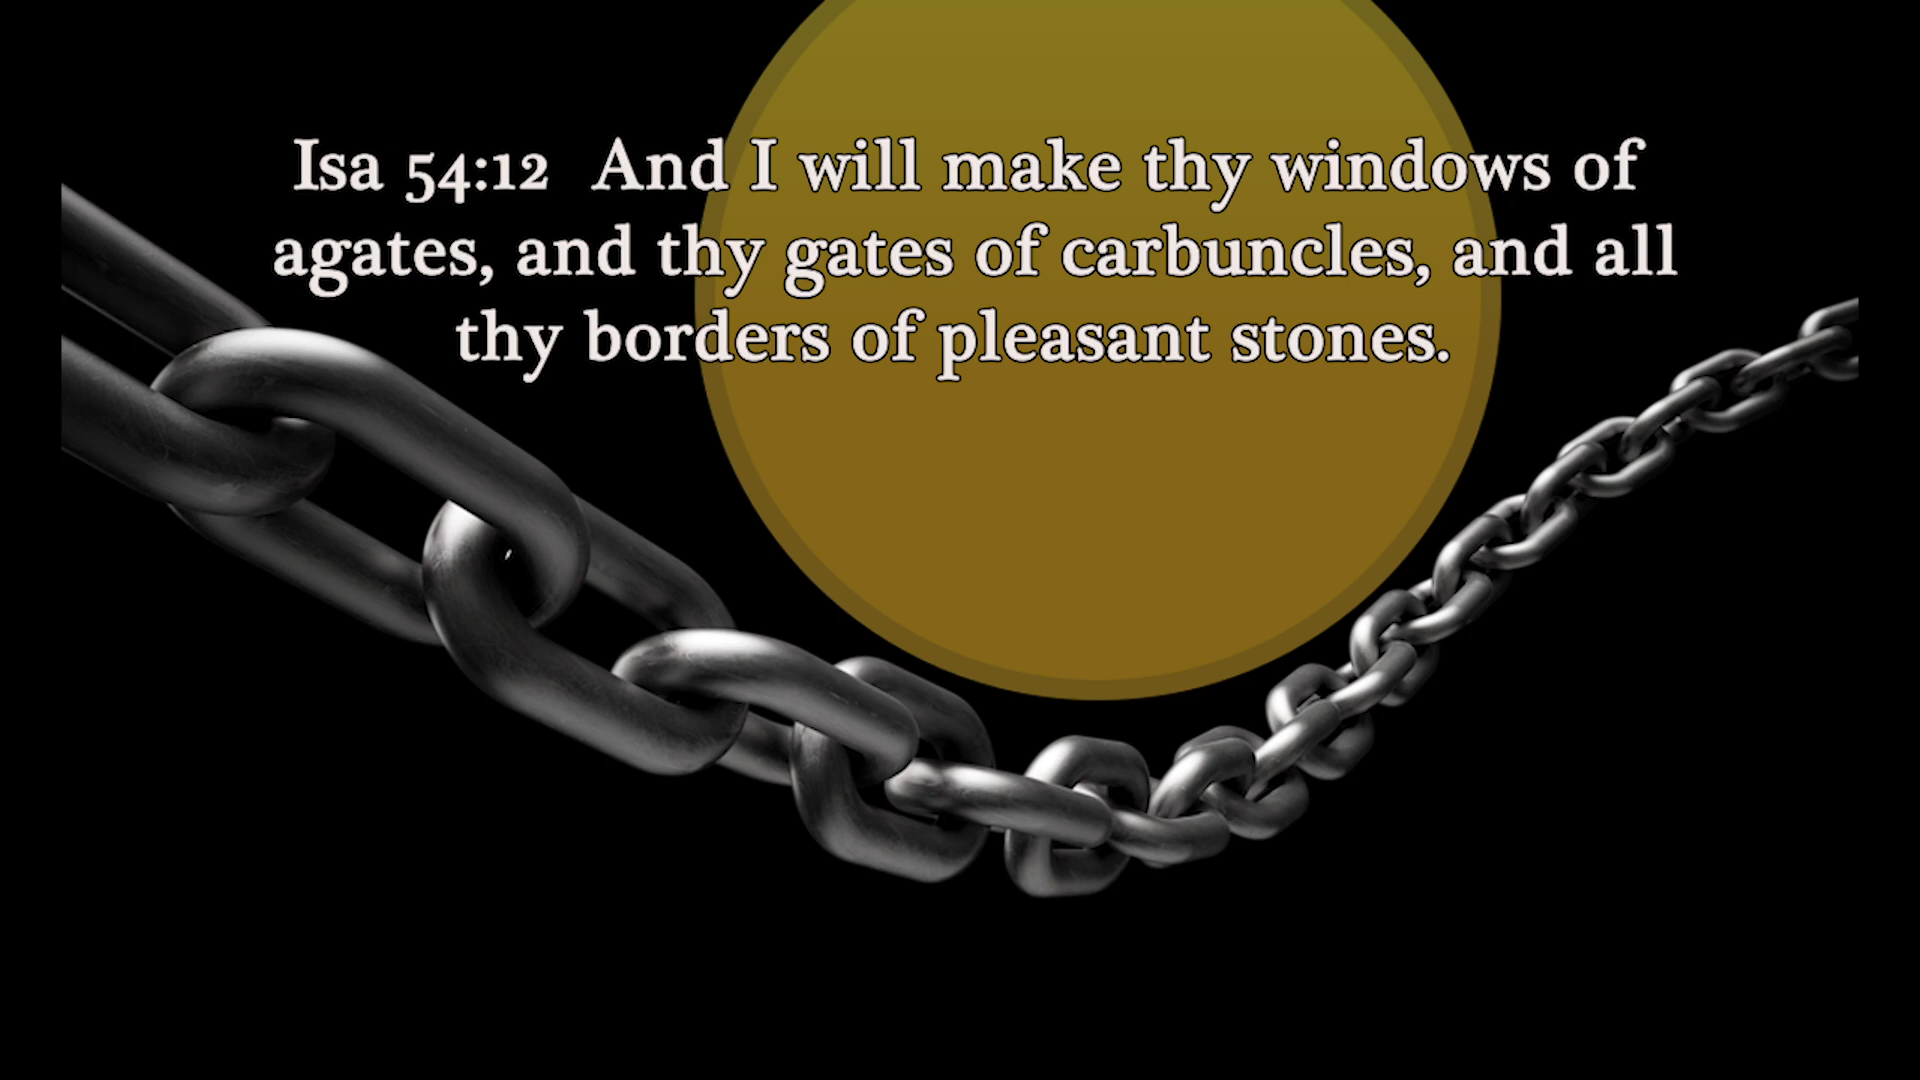 Isa 54:12  And I will make thy windows of
agates, and thy gates of carbuncles, and all
thy borders of pleasant stones.